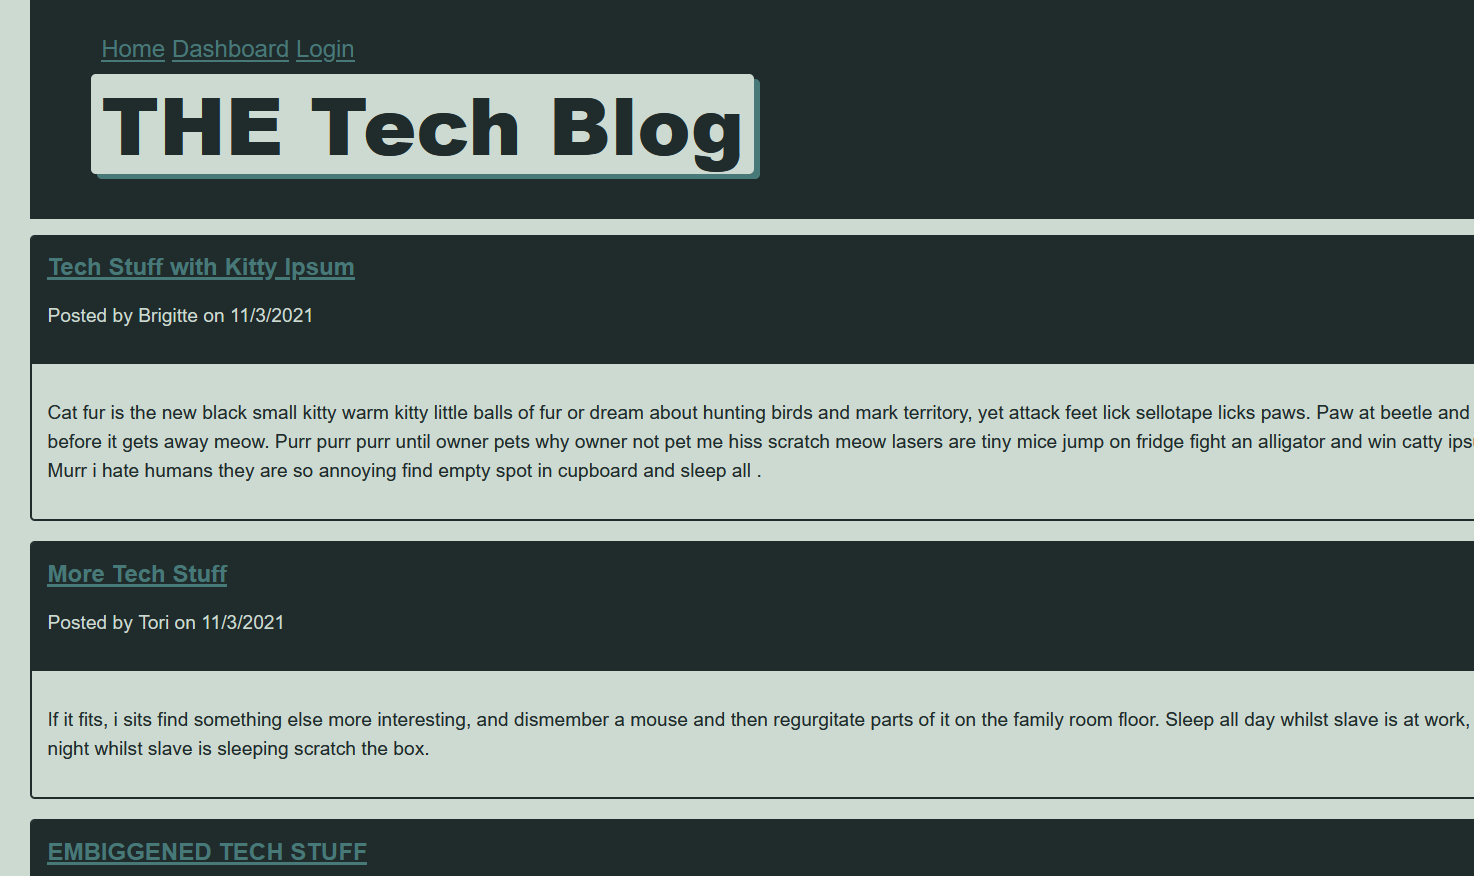 Home Dashboard Login
THE Tech Blog
Tech Stuff with Kitty Ipsum
Posted by Brigitte on 11/3/2021
Cat fur is the new black small kitty warm kitty little balls of fur or dream about hunting birds and mark territory, yet attack feet lick sellotape licks paws. Paw at beetle and
before it gets away meow. Purr purr purr until owner pets why owner not pet me hiss scratch meow lasers are tiny mice jump on fridge fight an alligator and win catty
Murr i hate humans they are so annoying find empty spot in cupboard and sleep all .
More Tech Stuff
Posted by Tori on 11/3/2021
If it fits, i sits find something else more interesting, and dismember a mouse and then regurgitate parts of it on the family room floor. Sleep all day whilst slave is at work,
night whilst slave is sleeping scratch the box.
EMBIGGENED TECH STUFF